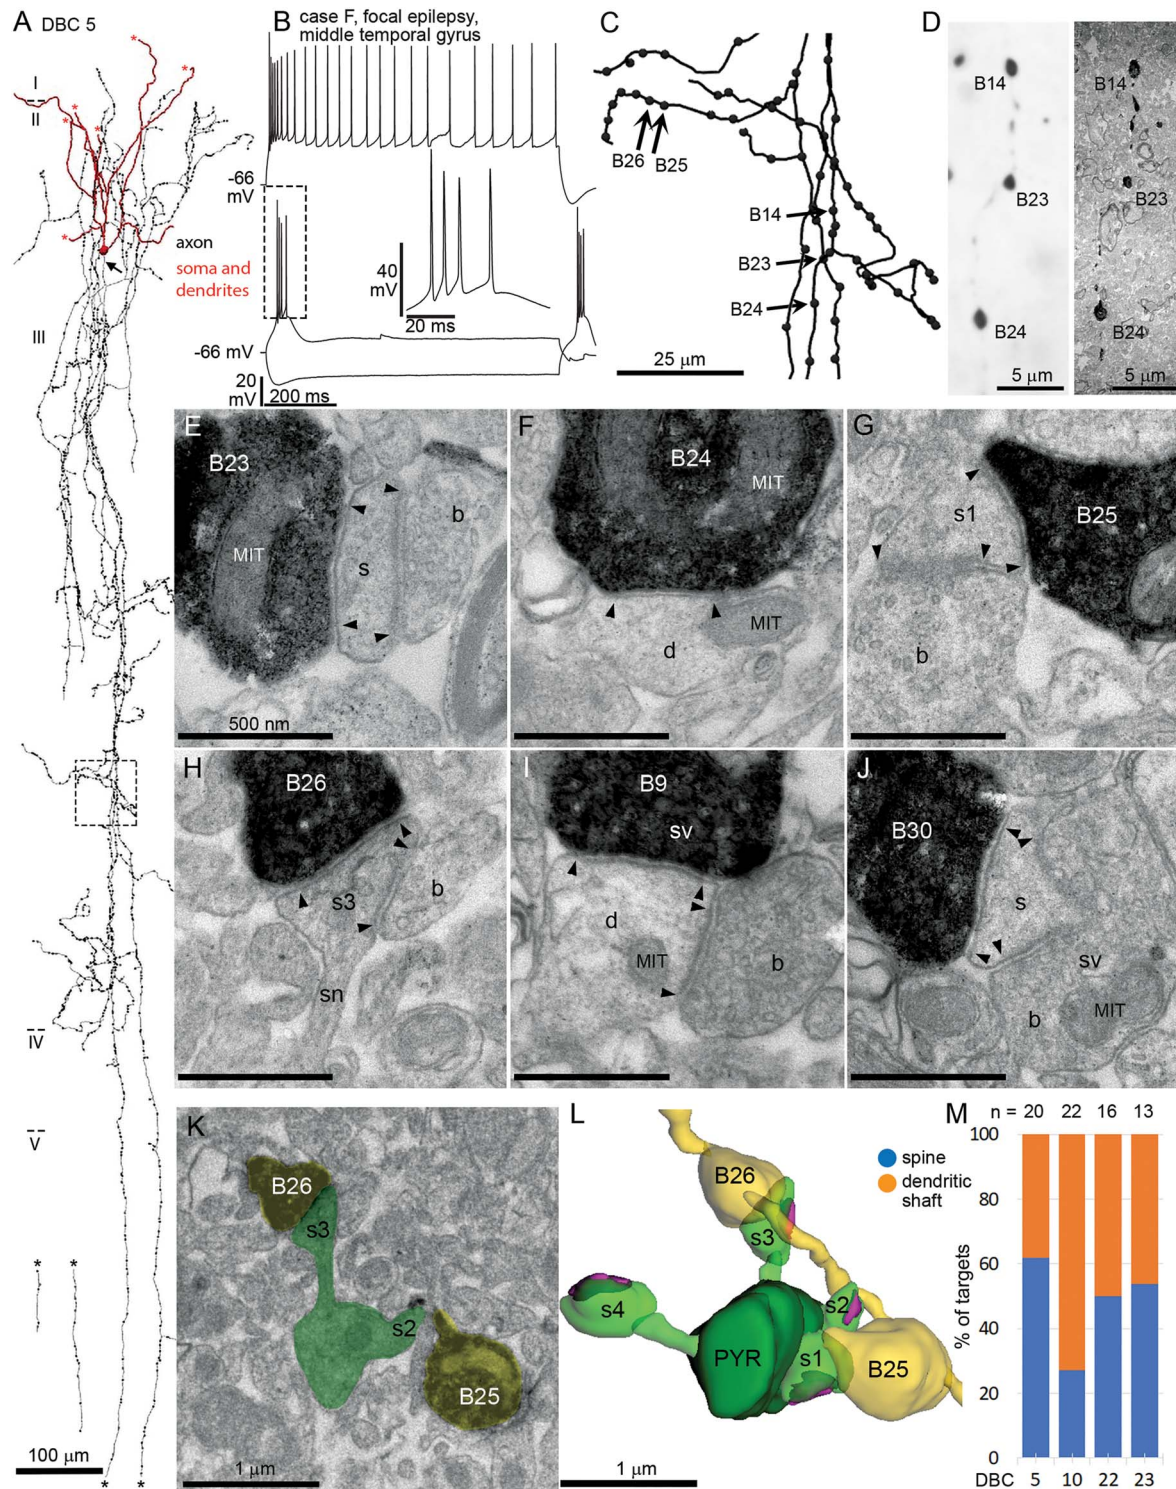 A DBC 5
I
II
III
IV
V
axon
soma and
dendrites
* * * * * *
* *
* *
100 μm
B case F, focal epilepsy,
middle temporal gyrus
-66
mV
40
mV
20 ms
-66 mV
20
mV
200 ms
C
B26
B25
B14
B23
B24
25 μm
D
B14
B23
B24
5 μm
B14
B23
B24
5 μm
E
B23
MIT
s
b
500 nm
F
B24
MIT
MIT
d
G
s1
B25
b
H
B26
s3
b
sn
I
B9
sv
d
MIT
b
J
B30
s
sv
b
MIT
K
B26
s3
s2
B25
1 μm
L
B26
s3
s4
s2
PYR
s1
B25
1 μm
M
n = 20 22 16 13
spine
dendritic
shaft
% of targets
100
80
60
40
20
0
DBC 5 10 22 23